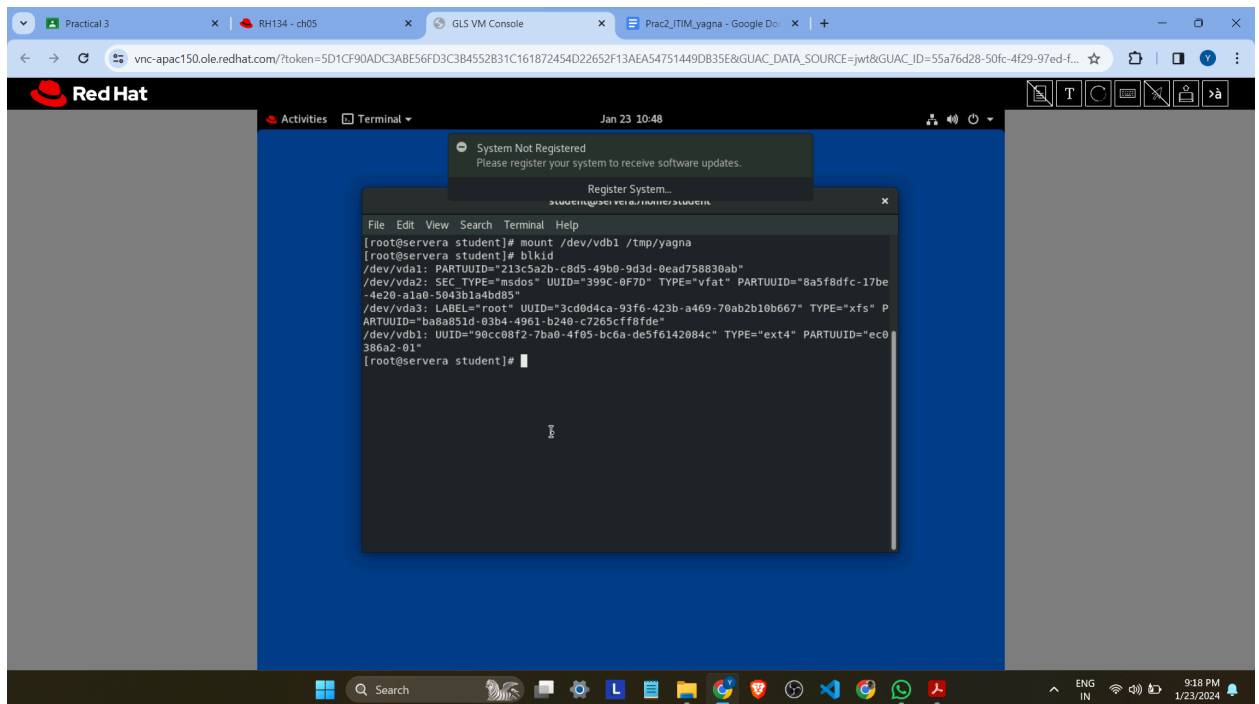 Practical 3
RH134 - ch05
GLS VM Console
Prac2_ITIM_yagna - Google Doc
vnc-apac150.ole.redhat.com/?token=5D1CF90ADC3ABE56FD3C3B4552B31C161872454D22652F13AEA54751449DB35E&GUAC_DATA_SOURCE=jwt&GUAC_ID=55a76d28-50fc-4f29-97ed-f...
Y
Red Hat
T
>à
Activities Terminal Jan 23 10:48
System Not Registered
Please register your system to receive software updates.
Register System...
student@servera:/home/student
File Edit View Search Terminal Help
[root@servera student]# mount /dev/vdb1 /tmp/yagna
[root@servera student]# blkid
/dev/vda1: PARTUUID="213c5a2b-c8d5-49b0-9d3d-0ead758830ab"
/dev/vda2: SEC_TYPE="msdos" UUID="399C-0F7D" TYPE="vfat" PARTUUID="8a5f8dfc-17be
-4e20-a1a0-5043b1a4bd85"
/dev/vda3: LABEL="root" UUID="3cd0d4ca-93f6-423b-a469-70ab2b10b667" TYPE="xfs" P
ARTUUID="ba8a851d-03b4-4961-b240-c7265cff8fde"
/dev/vdb1: UUID="90cc08f2-7ba0-4f05-bc6a-de5f6142084c" TYPE="ext4" PARTUUID="ec0
386a2-01"
[root@servera student]#
Search
L
ENG
IN
9:18 PM
1/23/2024